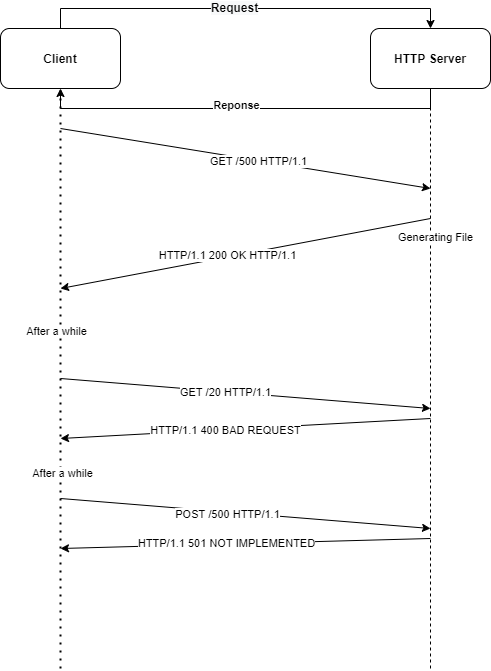 Request
Client
HTTP Server
Reponse
GET /500 HTTP/1.1
Generating File
HTTP/1.1 200 OK HTTP/1.1
After a while
GET /20 HTTP/1.1
HTTP/1.1 400 BAD REQUEST
After a while
POST /500 HTTP/1.1
HTTP/1.1 501 NOT IMPLEMENTED